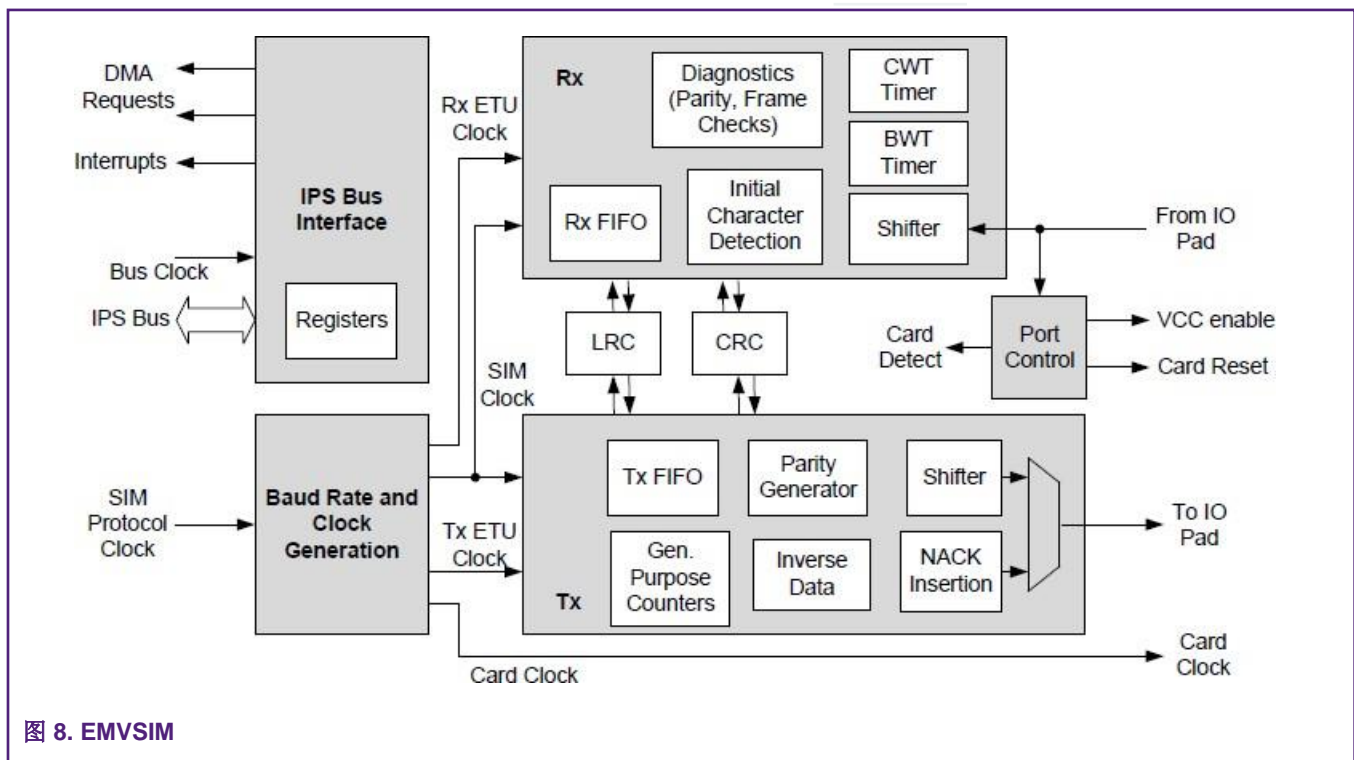 DMA
Requests
Interrupts
Bus Clock
IPS Bus
IPS Bus
Interface
Registers
SIM
Protocol
Clock
Baud Rate and
Clock
Generation
Rx ETU
Clock
SIM
Clock
Tx ETU
Clock
Card Clock
Rx
Diagnostics
(Parity, Frame
Checks)
CWT
Timer
BWT
Timer
Rx FIFO
Initial
Character
Detection
Shifter
From IO
Pad
LRC
CRC
Card
Detect
Port
Control
VCC enable
Card Reset
Tx FIFO
Parity
Generator
Shifter
Gen.
Purpose
Counters
Inverse
Data
NACK
Insertion
Tx
To IO
Pad
Card
Clock
图 8. EMVSIM